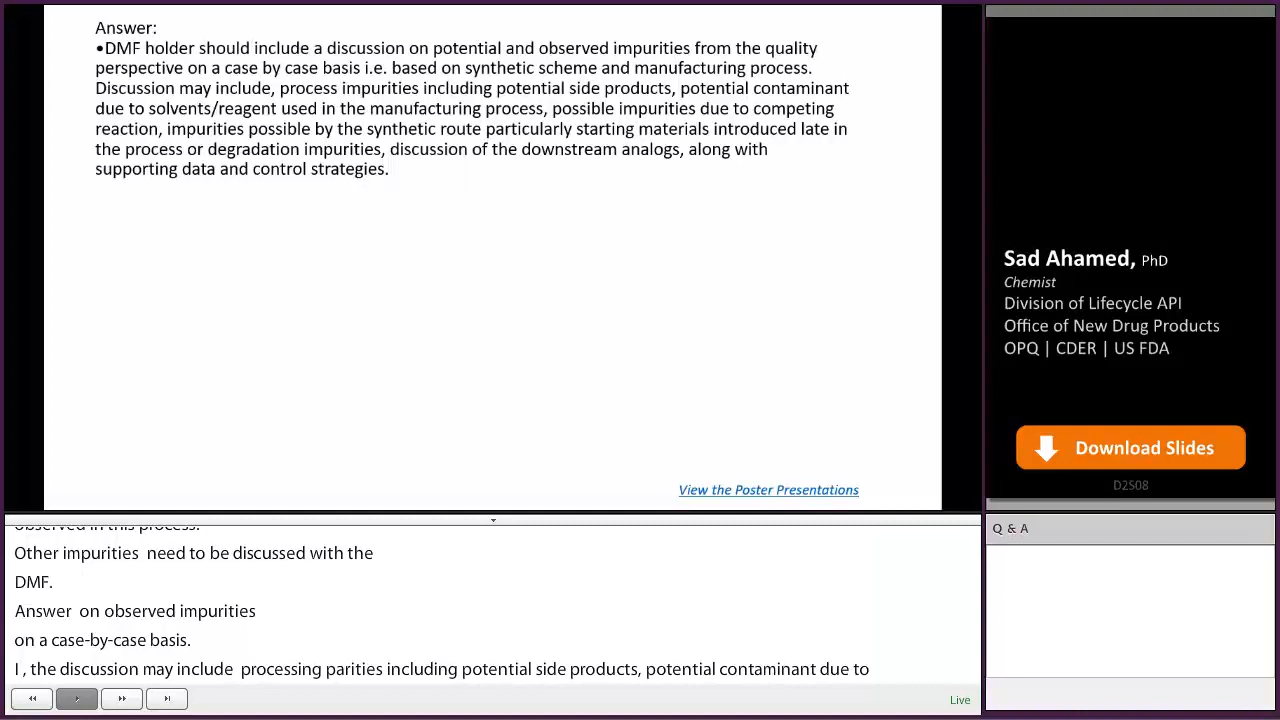 Answer:
•DMF holder should include a discussion on potential and observed impurities from the quality
perspective on a case by case basis i.e. based on synthetic scheme and manufacturing process.
Discussion may include, process impurities including potential side products, potential contaminant
due to solvents/reagent used in the manufacturing process, possible impurities due to competing
reaction, impurities possible by the synthetic route particularly starting materials introduced late in
the process or degradation impurities, discussion of the downstream analogs, along with
supporting data and control strategies.
View the Poster Presentations
Sad Ahamed, PhD
Chemist
Division of Lifecycle API
Office of New Drug Products
OPQ | CDER | US FDA
Download Slides
D2S08
observed in this process.
Other impurities need to be discussed with the
DMF.
Answer on observed impurities
on a case-by-case basis.
I , the discussion may include processing parities including potential side products, potential contaminant due to
Live
Q & A